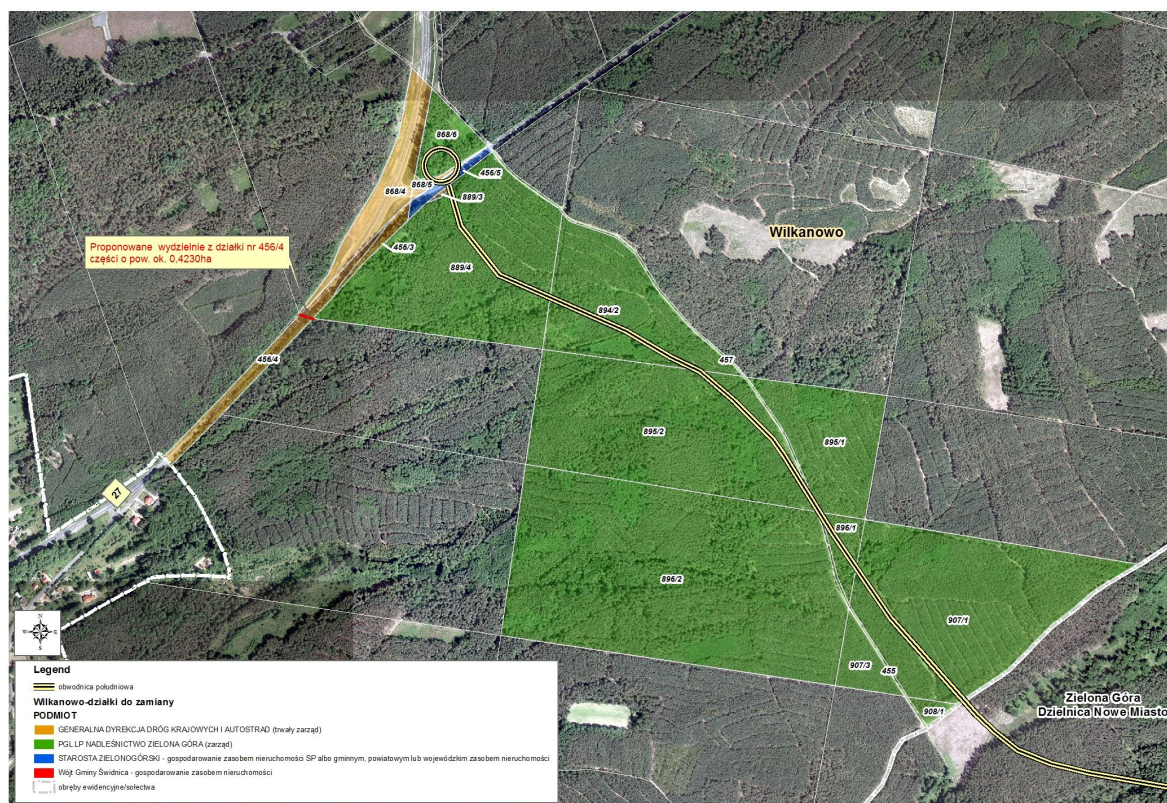 868/6
456/5
868/5
868/4
889/3
456/3
Wilkanowo
Proponowane wydzielnie z działki nr 456/4
części o pow. ok. 0,4230ha
889/4
894/2
456/4
457
895/2
895/1
27
896/1
896/2
907/1
N
W
E
S
907/3
455
Zielona Góra
Dzielnica Nowe Miasto
908/1
Legend
obwodnica południowa
Wilkanowo-działki do zamiany
PODMIOT
GENERALNA DYREKCJA DRÓG KRAJOWYCH I AUTOSTRAD (trwały zarząd)
PGL LP NADLEŚNICTWO ZIELONA GÓRA (zarząd)
STAROSTA ZIELONOGÓRSKI - gospodarowanie zasobem nieruchomości SP albo gminnym, powiatowym lub wojewódzkim zasobem nieruchomości
Wójt Gminy Świdnica - gospodarowanie zasobem nieruchomości
obręby ewidencyjne/sołectwa